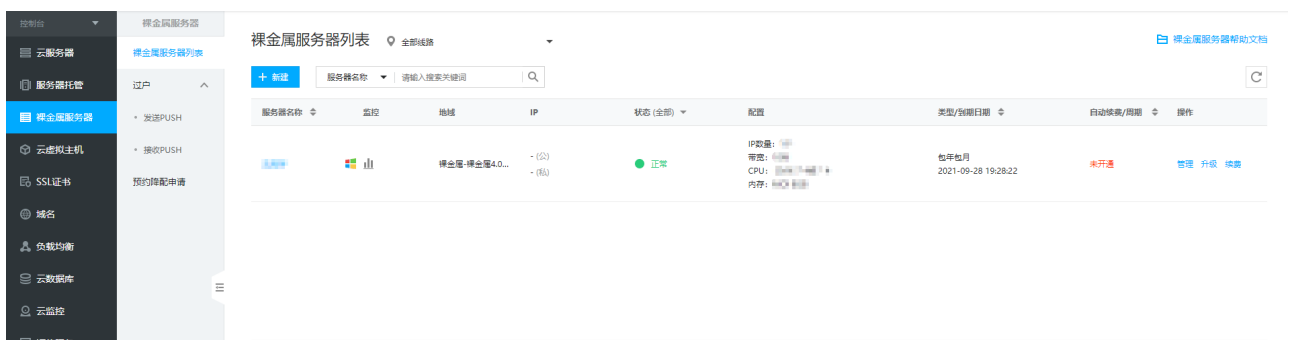 控制台
云服务器
服务器托管
裸金属服务器
云虚拟主机
SSL证书
域名
负载均衡
云数据库
云监控
裸金属服务器
裸金属服务器列表
过户
发送PUSH
接收PUSH
预约降配申请
裸金属服务器列表 全部线路
裸金属服务器帮助文档
新建 服务器名称 请输入搜索关键词
服务器名称 监控 地域 IP 状态 (全部) 配置 类型/到期日期 自动续费/周期 操作
裸金属-裸金属4.0...
- (公)
- (私)
正常
IP数量:
带宽:
CPU:
内存:
包年包月
2021-09-28 19:28:22
未开通
管理 升级 续费